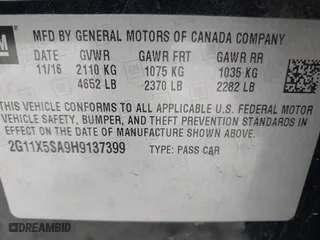 GM
MFD BY GENERAL MOTORS OF CANADA COMPANY
DATE GVWR GAWR FRT GAWR RR
11/16 2110 KG 1075 KG 1035 KG
4652 LB 2370 LB 2282 LB
THIS VEHICLE CONFORMS TO ALL APPLICABLE U.S. FEDERAL MOTOR
VEHICLE SAFETY, BUMPER, AND THEFT PREVENTION STANDARDS
IN EFFECT ON THE DATE OF MANUFACTURE SHOWN ABOVE.
2G11X5SA9H9137399 TYPE: PASS CAR